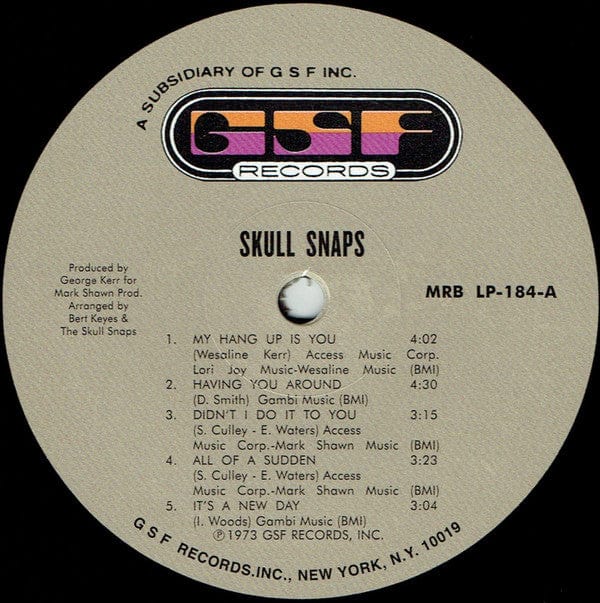 A SUBSIDIARY OF G S F INC.
GSF
RECORDS
SKULL SNAPS
Produced by
George Kerr for
Mark Shawn Prod.
Arranged by
Bert Keyes &
The Skull Snaps
MRB LP-184-A
1. MY HANG UP IS YOU 4:02
(Wesaline Kerr) Access Music Corp.
Lori Joy Music-Wesaline Music (BMI)
2. HAVING YOU AROUND 4:30
(D. Smith) Gambi Music (BMI)
3. DIDN'T I DO IT TO YOU 3:15
(S. Culley - E. Waters) Access
Music Corp.-Mark Shawn Music (BMI)
4. ALL OF A SUDDEN 3:23
(S. Culley - E. Waters) Access
Music Corp.-Mark Shawn Music (BMI)
5. IT'S A NEW DAY 3:04
(I. Woods) Gambi Music (BMI)
℗1973 GSF RECORDS, INC.
G S F RECORDS.INC., NEW YORK, N.Y. 10019